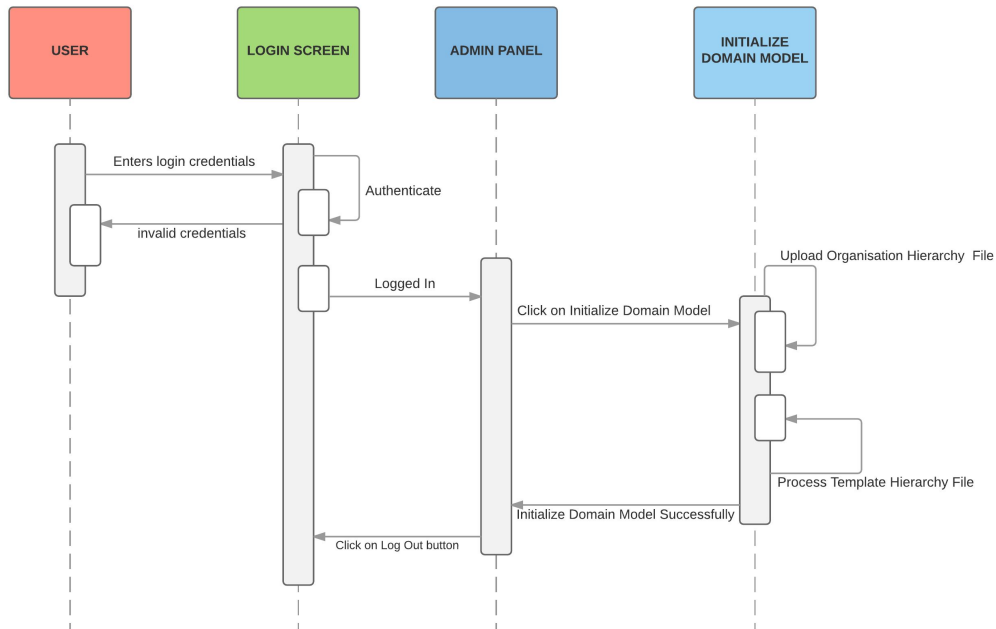 USER
LOGIN SCREEN
ADMIN PANEL
INITIALIZE
DOMAIN MODEL
Enters login credentials
Authenticate
invalid credentials
Upload Organisation Hierarchy  File
Logged In
Click on Initialize Domain Model
Process Template Hierarchy File
Initialize Domain Model Successfully
Click on Log Out button